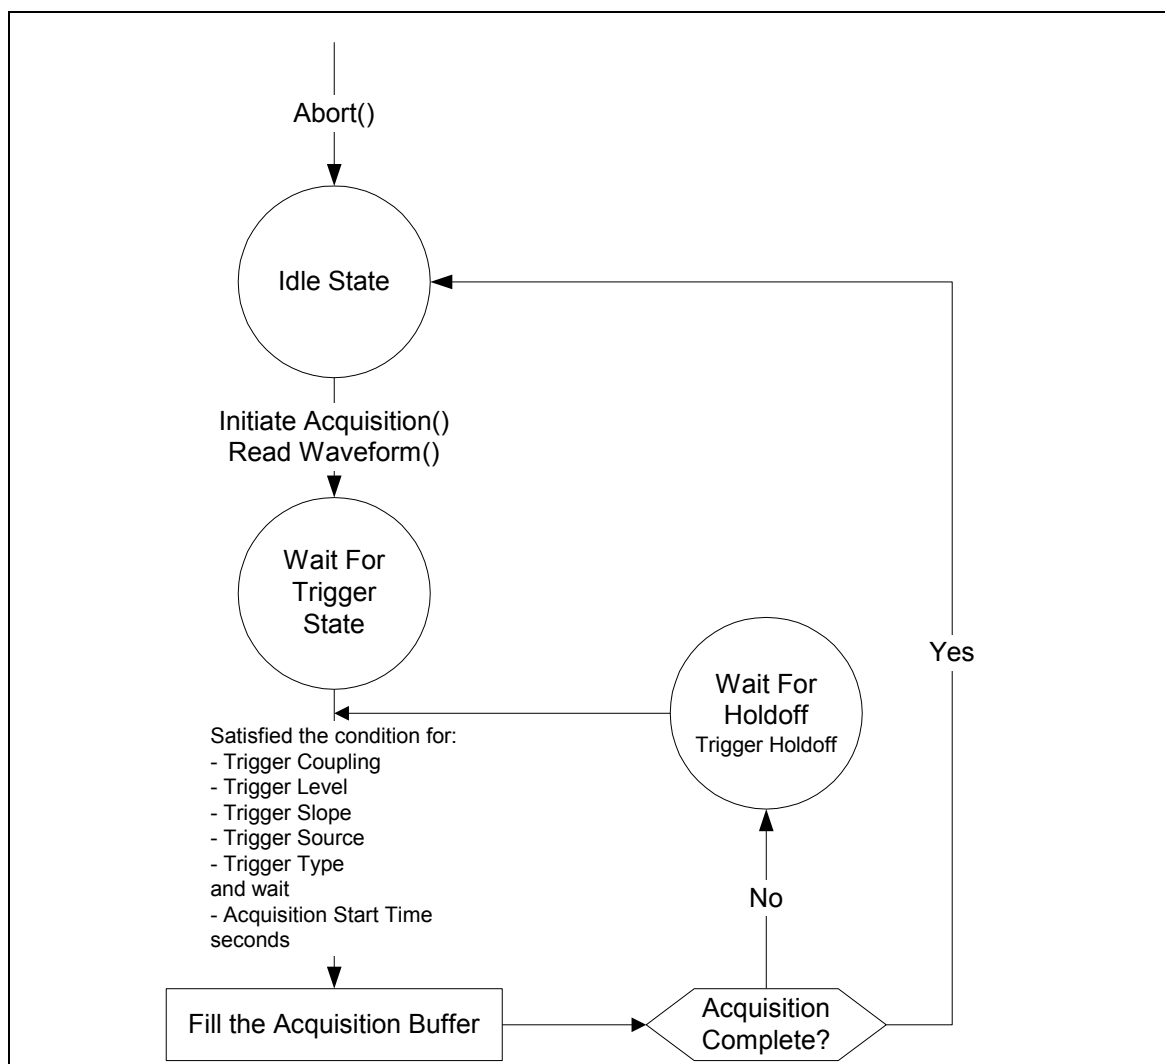 Abort()
Idle State
Initiate Acquisition()
Read Waveform()
Wait For
Trigger
State
Wait For
Holdoff
Trigger Holdoff
Yes
Satisfied the condition for:
- Trigger Coupling
- Trigger Level
- Trigger Slope
- Trigger Source
- Trigger Type
and wait
- Acquisition Start Time
seconds
No
Fill the Acquisition Buffer
Acquisition
Complete?